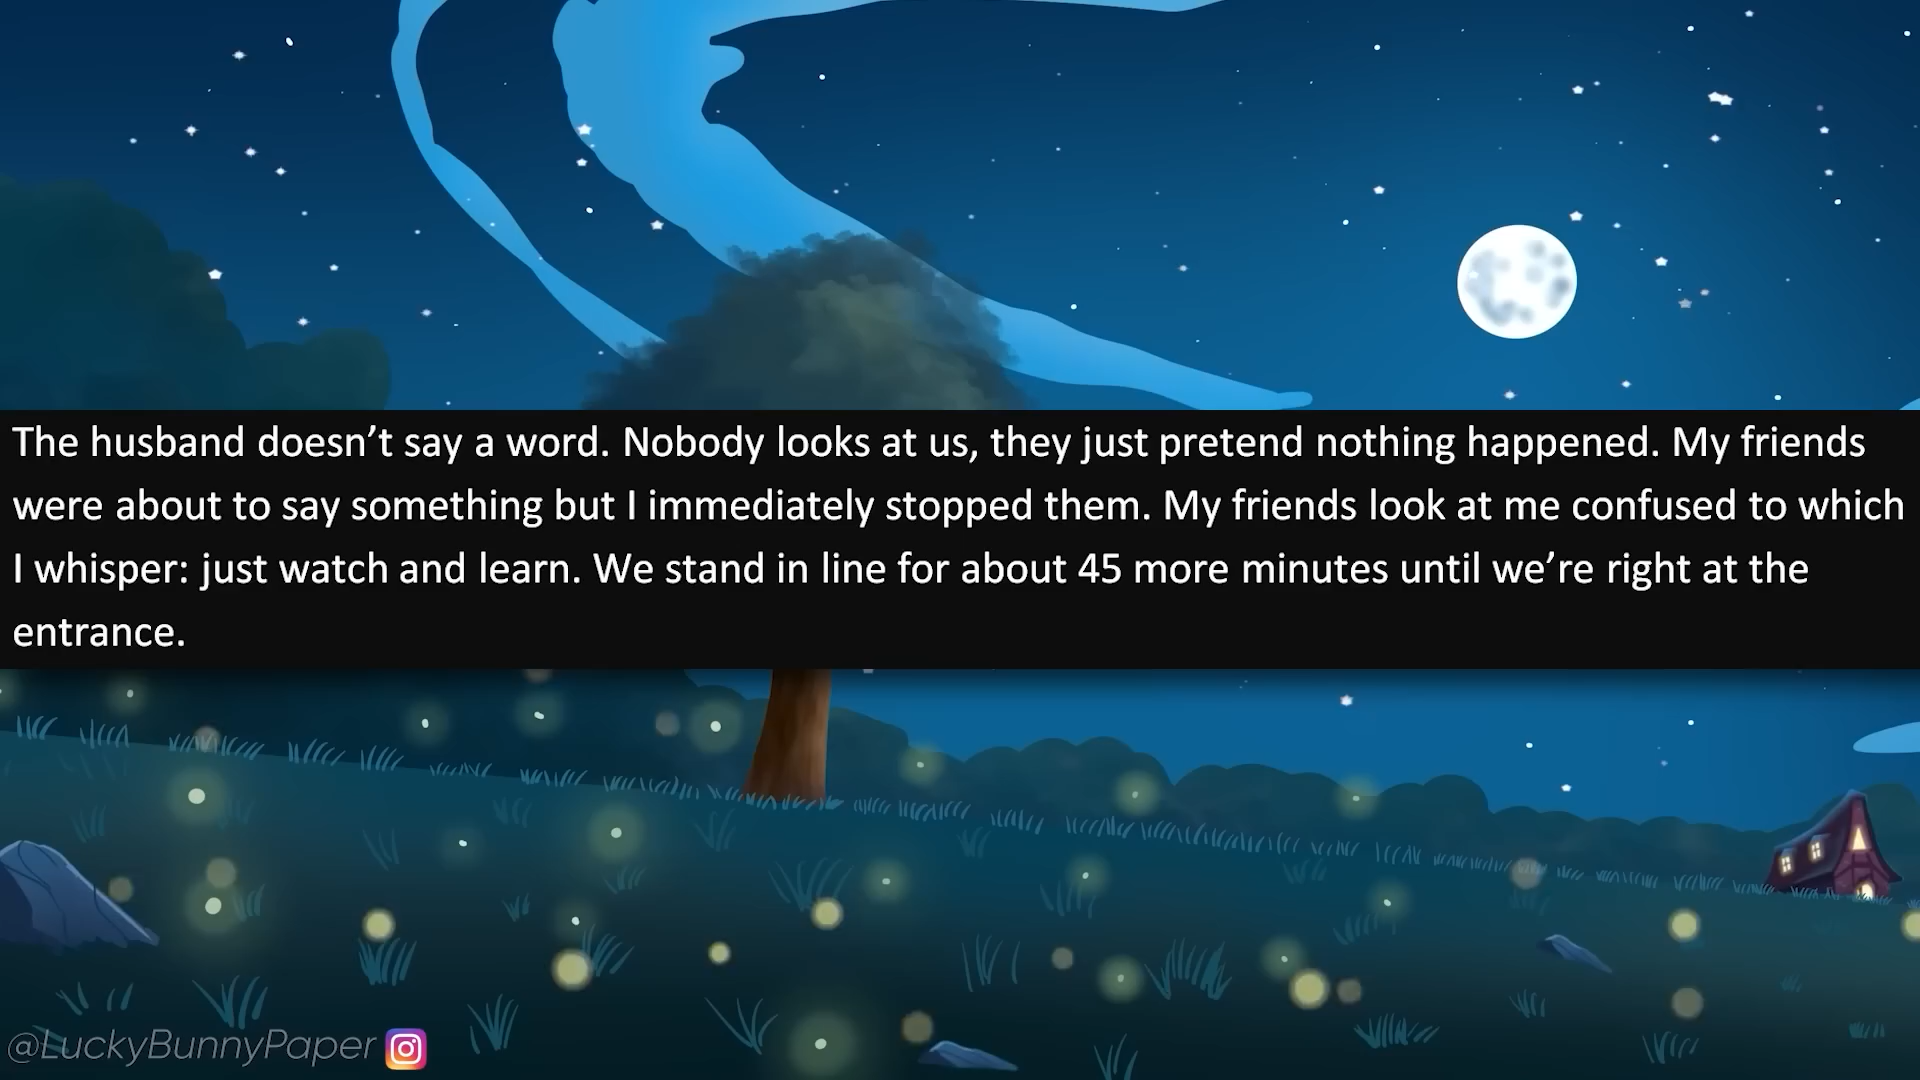 The husband doesn’t say a word. Nobody looks at us, they just pretend nothing happened. My friends
were about to say something but I immediately stopped them. My friends look at me confused to which
I whisper: just watch and learn. We stand in line for about 45 more minutes until we’re right at the
entrance.
@LuckyBunnyPaper